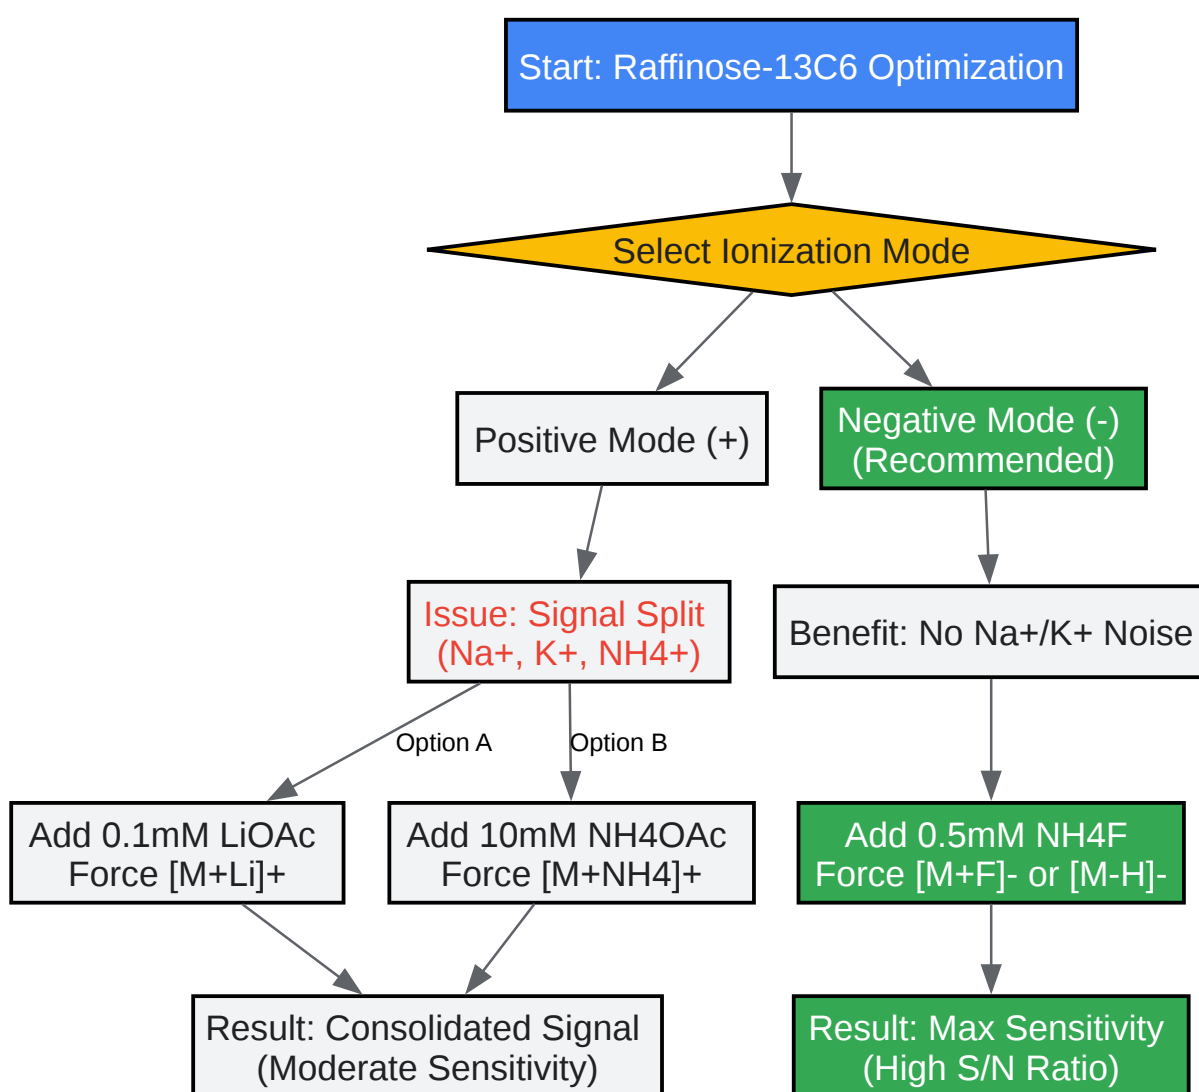 Start: Raffinose-13C6 Optimization
Select Ionization Mode
Positive Mode (+)
Negative Mode (-)
(Recommended)
Issue: Signal Split
(Na+, K+, NH4+)
Benefit: No Na+/K+ Noise
Option A
Option B
Add 0.1mM LiOAc
Force [M+Li]+
Add 10mM NH4OAc
Force [M+NH4]+
Add 0.5mM NH4F
Force [M+F]- or [M-H]-
Result: Consolidated Signal
(Moderate Sensitivity)
Result: Max Sensitivity
(High S/N Ratio)